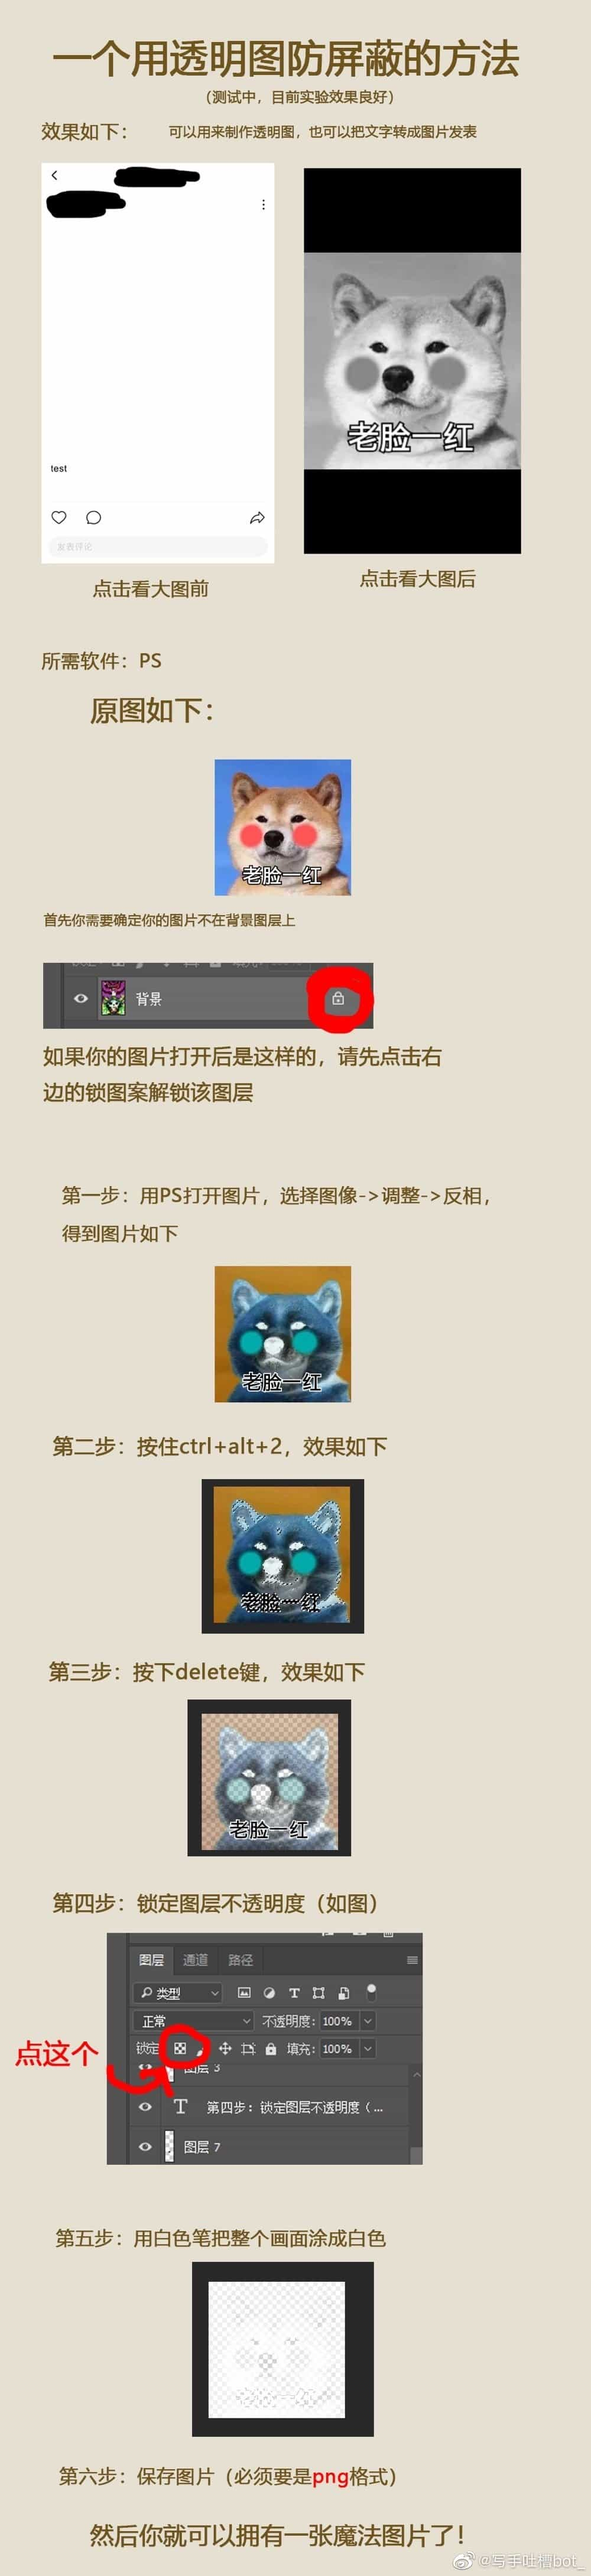 一个用透明图防屏蔽的方法
（测试中，目前实验效果良好）
效果如下： 可以用来制作透明图，也可以把文字转成图片发表
test
发表评论
老脸一红
点击看大图前
点击看大图后
所需软件：PS
原图如下：
老脸一红
首先你需要确定你的图片不在背景图层上
背景
如果你的图片打开后是这样的，请先点击右
边的锁图案解锁该图层
第一步：用PS打开图片，选择图像->调整->反相，
得到图片如下
老脸一红
第二步：按住ctrl+alt+2，效果如下
老脸一红
第三步：按下delete键，效果如下
老脸一红
第四步：锁定图层不透明度（如图）
图层 通道 路径
类型
正常 不透明度：100%
点这个
锁定 填充：100%
图层 3
T 第四步：锁定图层不透明度（ ...
图层 7
第五步：用白色笔把整个画面涂成白色
老脸一红
第六步：保存图片（必须要是png格式）
然后你就可以拥有一张魔法图片了！
@写手吐槽bot_